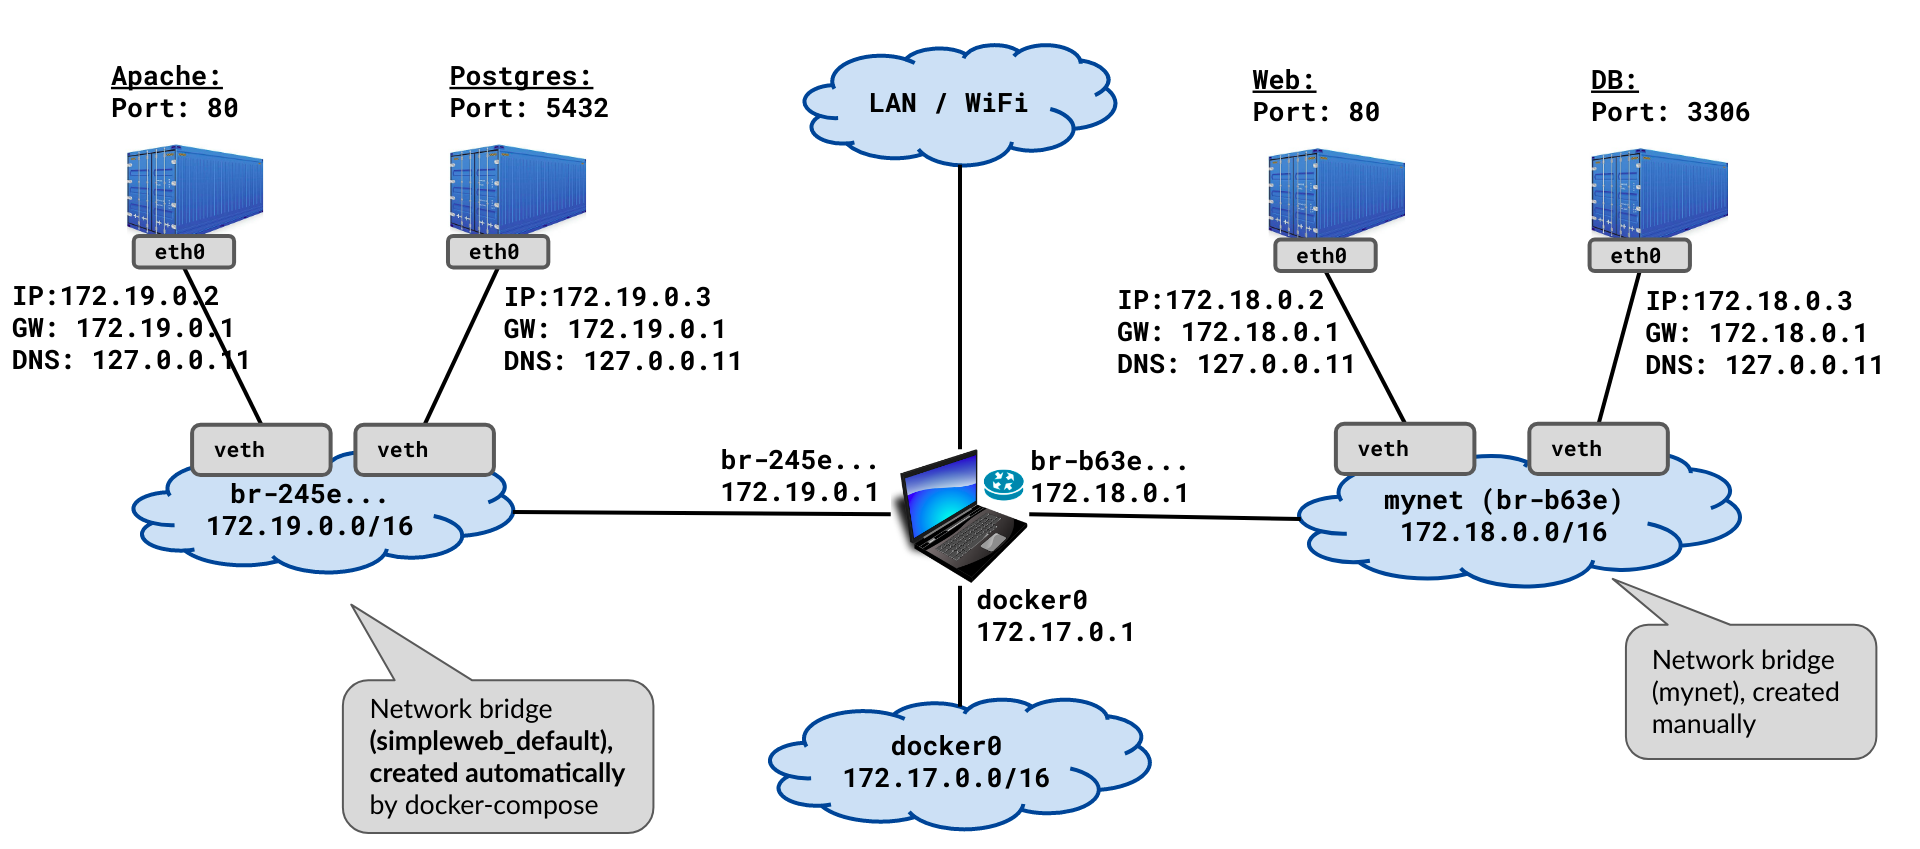 Apache:
Port: 80
Postgres:
Port: 5432
LAN / WiFi
Web:
Port: 80
DB:
Port: 3306
eth0
eth0
eth0
eth0
IP:172.19.0.2
GW: 172.19.0.1
DNS: 127.0.0.11
IP:172.19.0.3
GW: 172.19.0.1
DNS: 127.0.0.11
IP:172.18.0.2
GW: 172.18.0.1
DNS: 127.0.0.11
IP:172.18.0.3
GW: 172.18.0.1
DNS: 127.0.0.11
veth
veth
veth
veth
br-245e...
172.19.0.0/16
br-245e...
172.19.0.1
br-b63e...
172.18.0.1
mynet (br-b63e)
172.18.0.0/16
docker0
172.17.0.1
Network bridge
(simpleweb_default),
created automatically
by docker-compose
docker0
172.17.0.0/16
Network bridge
(mynet), created
manually